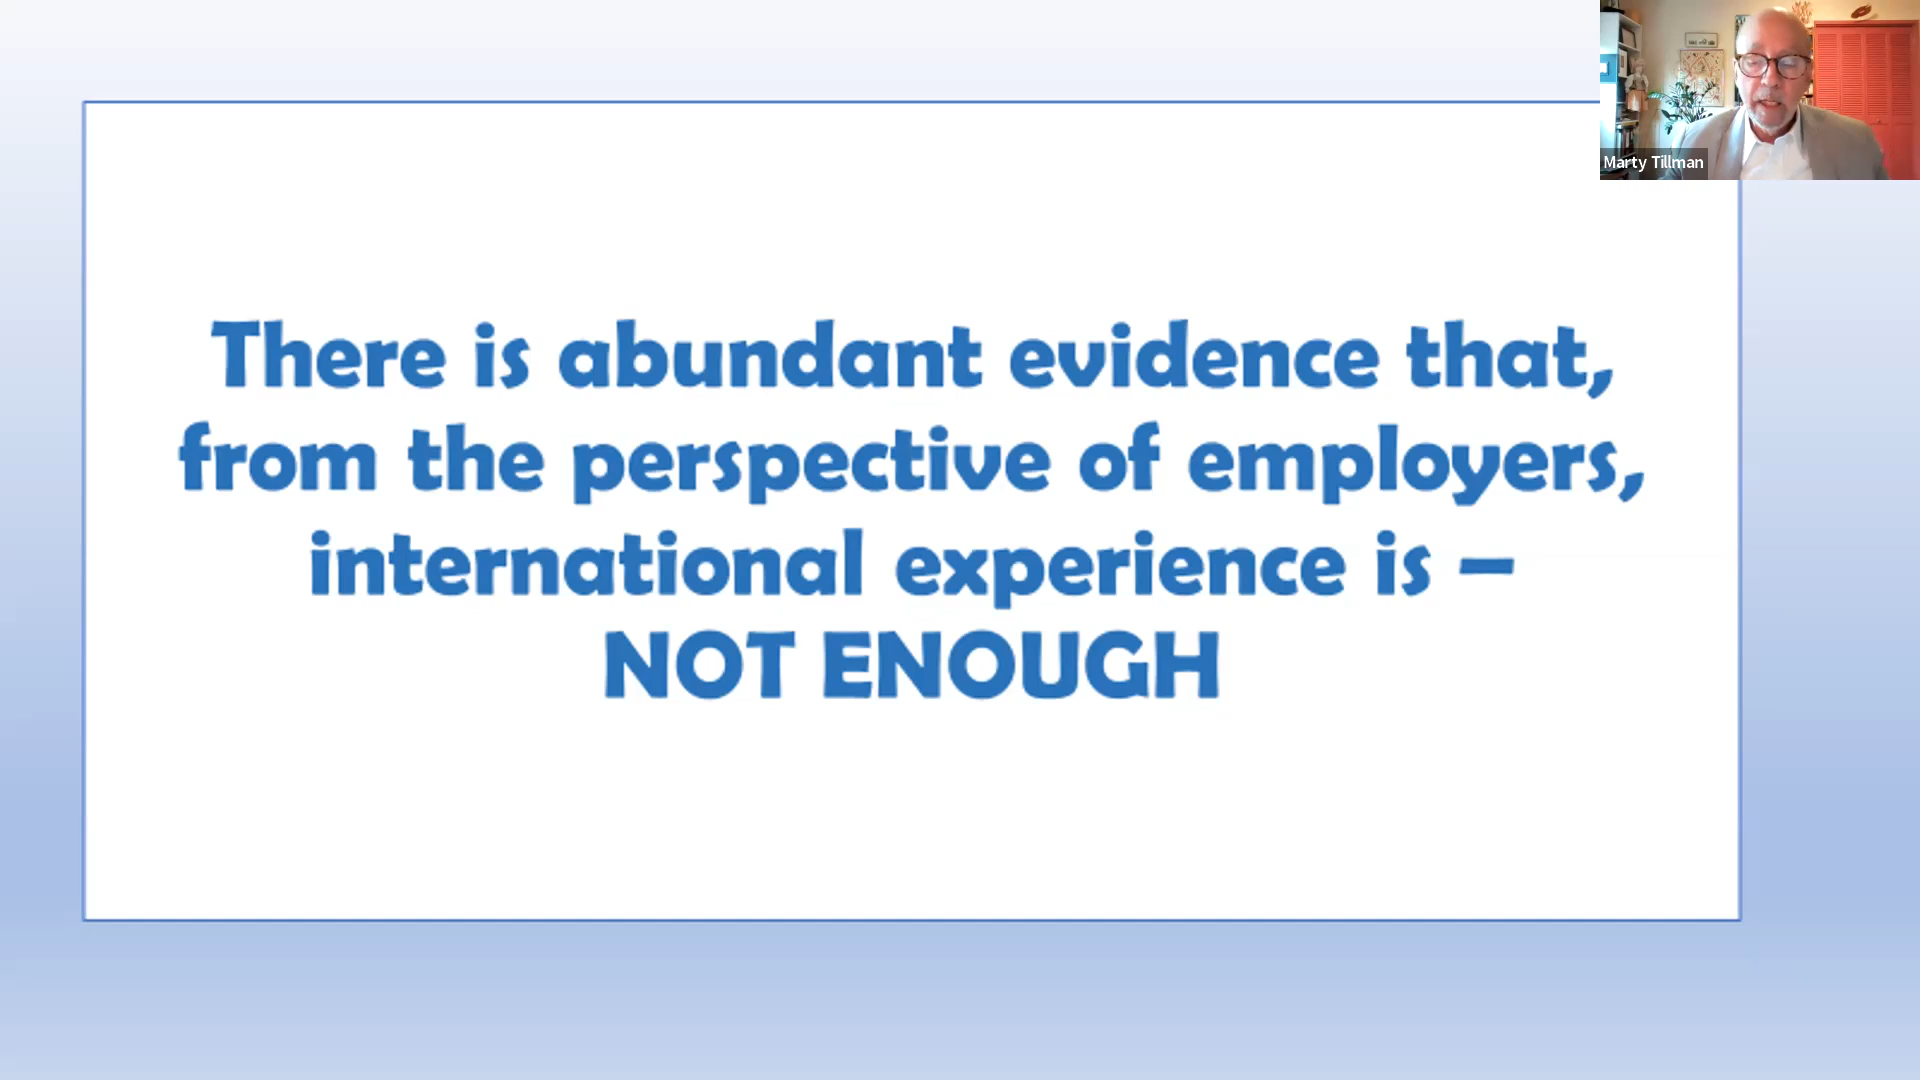 There is abundant evidence that,
from the perspective of employers,
international experience is –
NOT ENOUGH
Marty Tillman